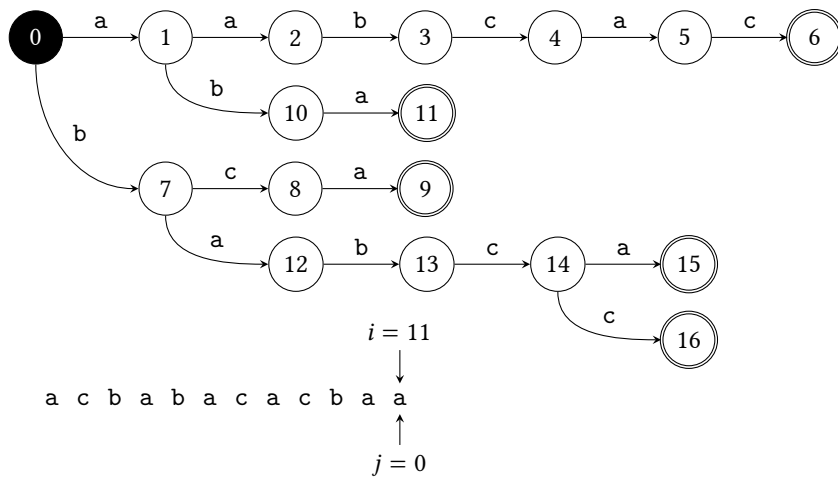 0 a 1 a 2 b 3 c 4 a 5 c 6
b 10 a 11
b
7 c 8 a 9
a 12 b 13 c 14 a 15
c 16
i = 11
a c b a b a c a c b a a
j = 0